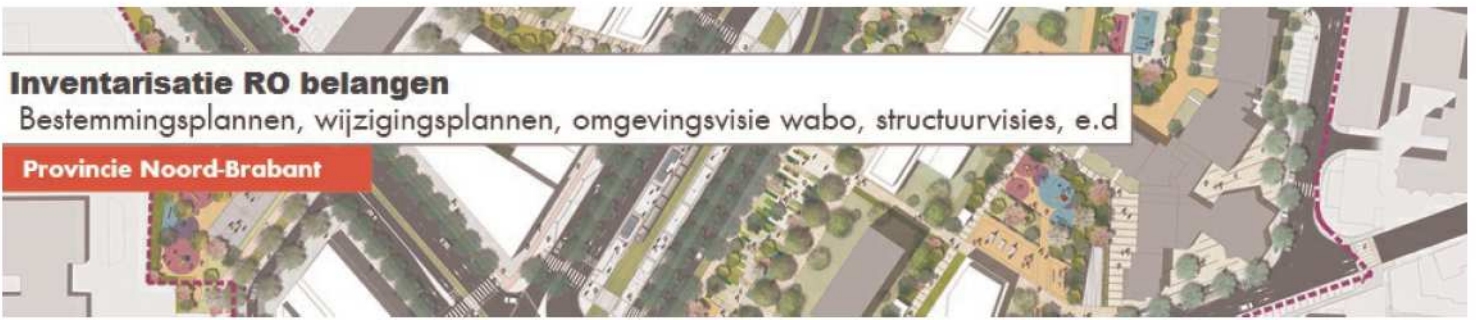 Inventarisatie RO belangen
Bestemmingsplannen, wijzigingsplannen, omgevingsvisie wabo, structuurvisies, e.d
Provincie Noord-Brabant